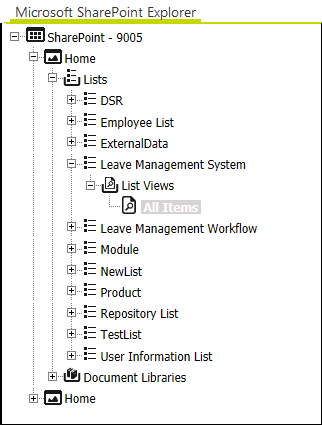 Microsoft SharePoint Explorer
SharePoint - 9005
Home
Lists
DSR
Employee List
ExternalData
Leave Management System
List Views
All Items
Leave Management Workflow
Module
NewList
Product
Repository List
TestList
User Information List
Document Libraries
Home